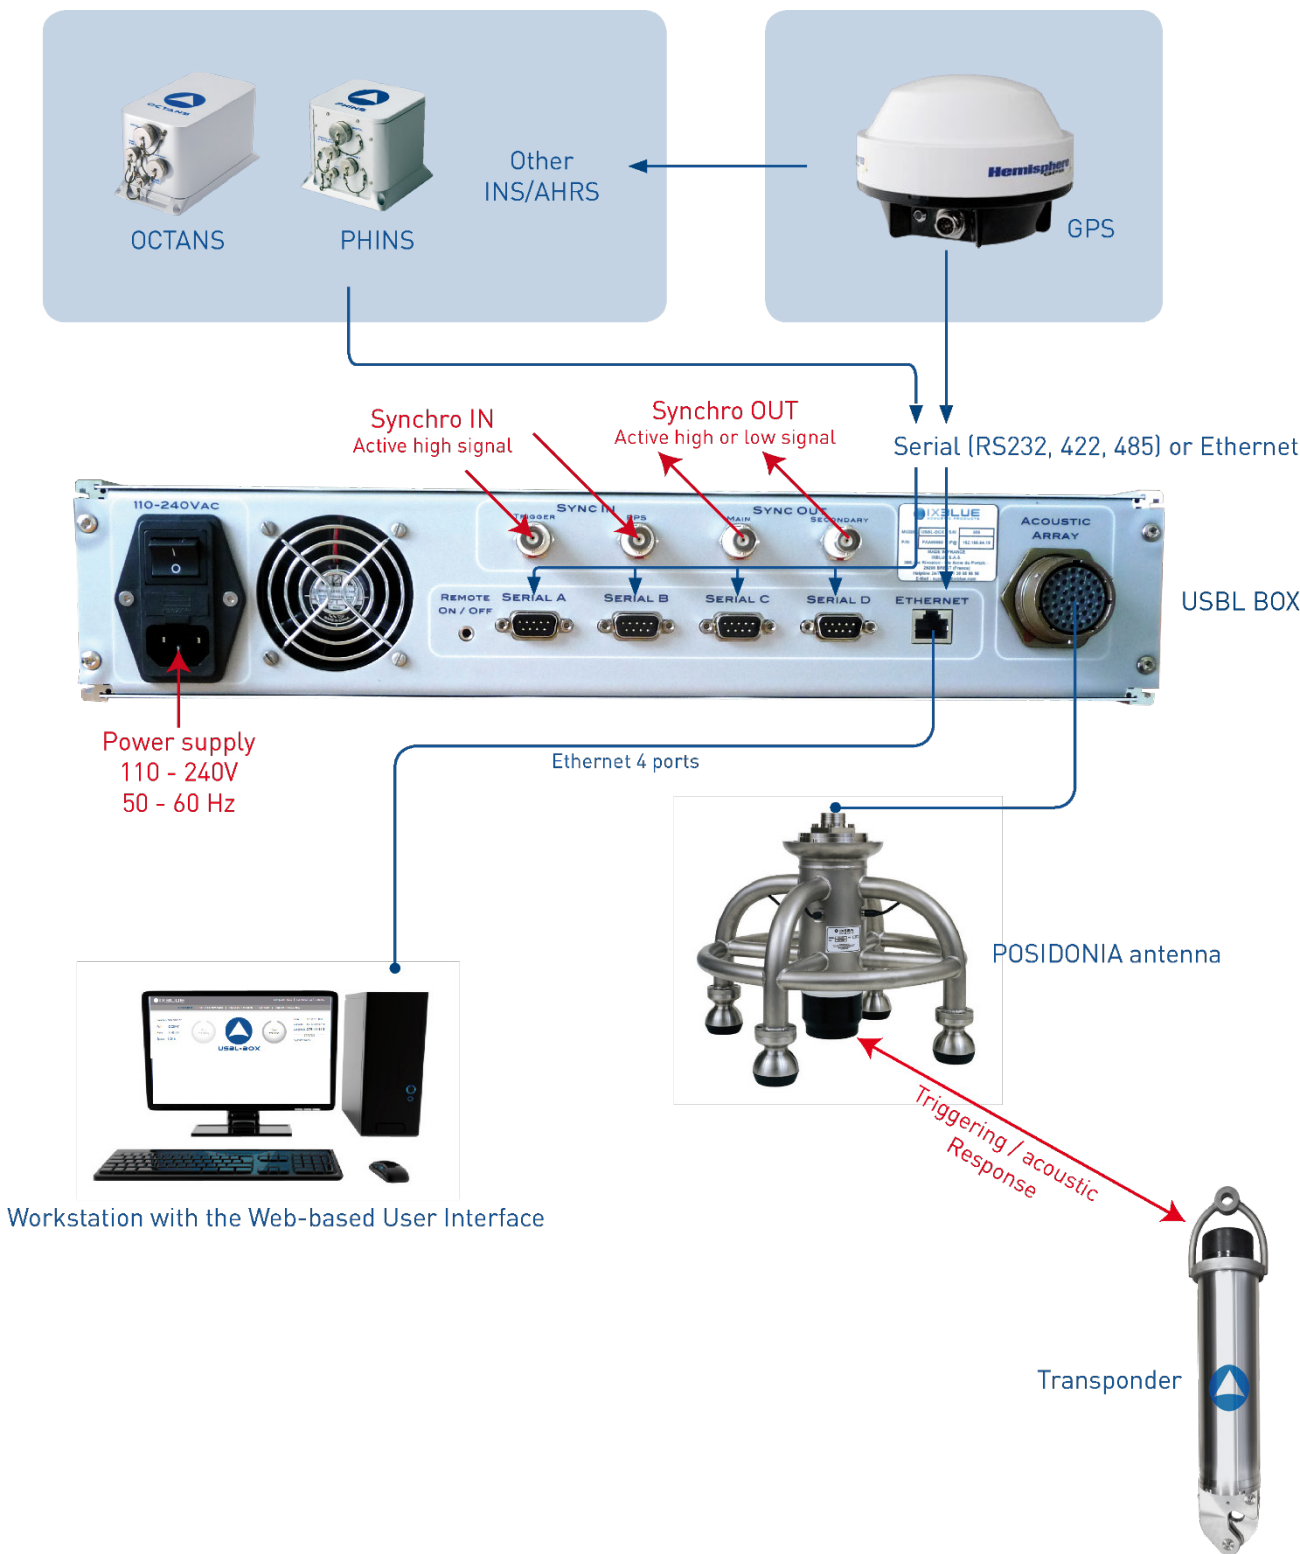 OCTANS
PHINS
Other
INS/AHRS
Hemisphere
OCTANS
PHINS
GPS
Synchro IN
Active high signal
Synchro OUT
Active high or low signal
Serial (RS232, 422, 485) or Ethernet
110-240VAC
SYNC IN
SYNC OUT
TRIGGER
PPS
MAIN
SECONDARY
IXBLUE
ACOUSTIC
ARRAY
USBL BOX
REMOTE
ON / OFF
SERIAL A
SERIAL B
SERIAL C
SERIAL D
ETHERNET
Power supply
110 - 240V
50 - 60 Hz
Ethernet 4 ports
POSIDONIA antenna
USBL-BOX
Triggering / acoustic
Response
Workstation with the Web-based User Interface
Transponder